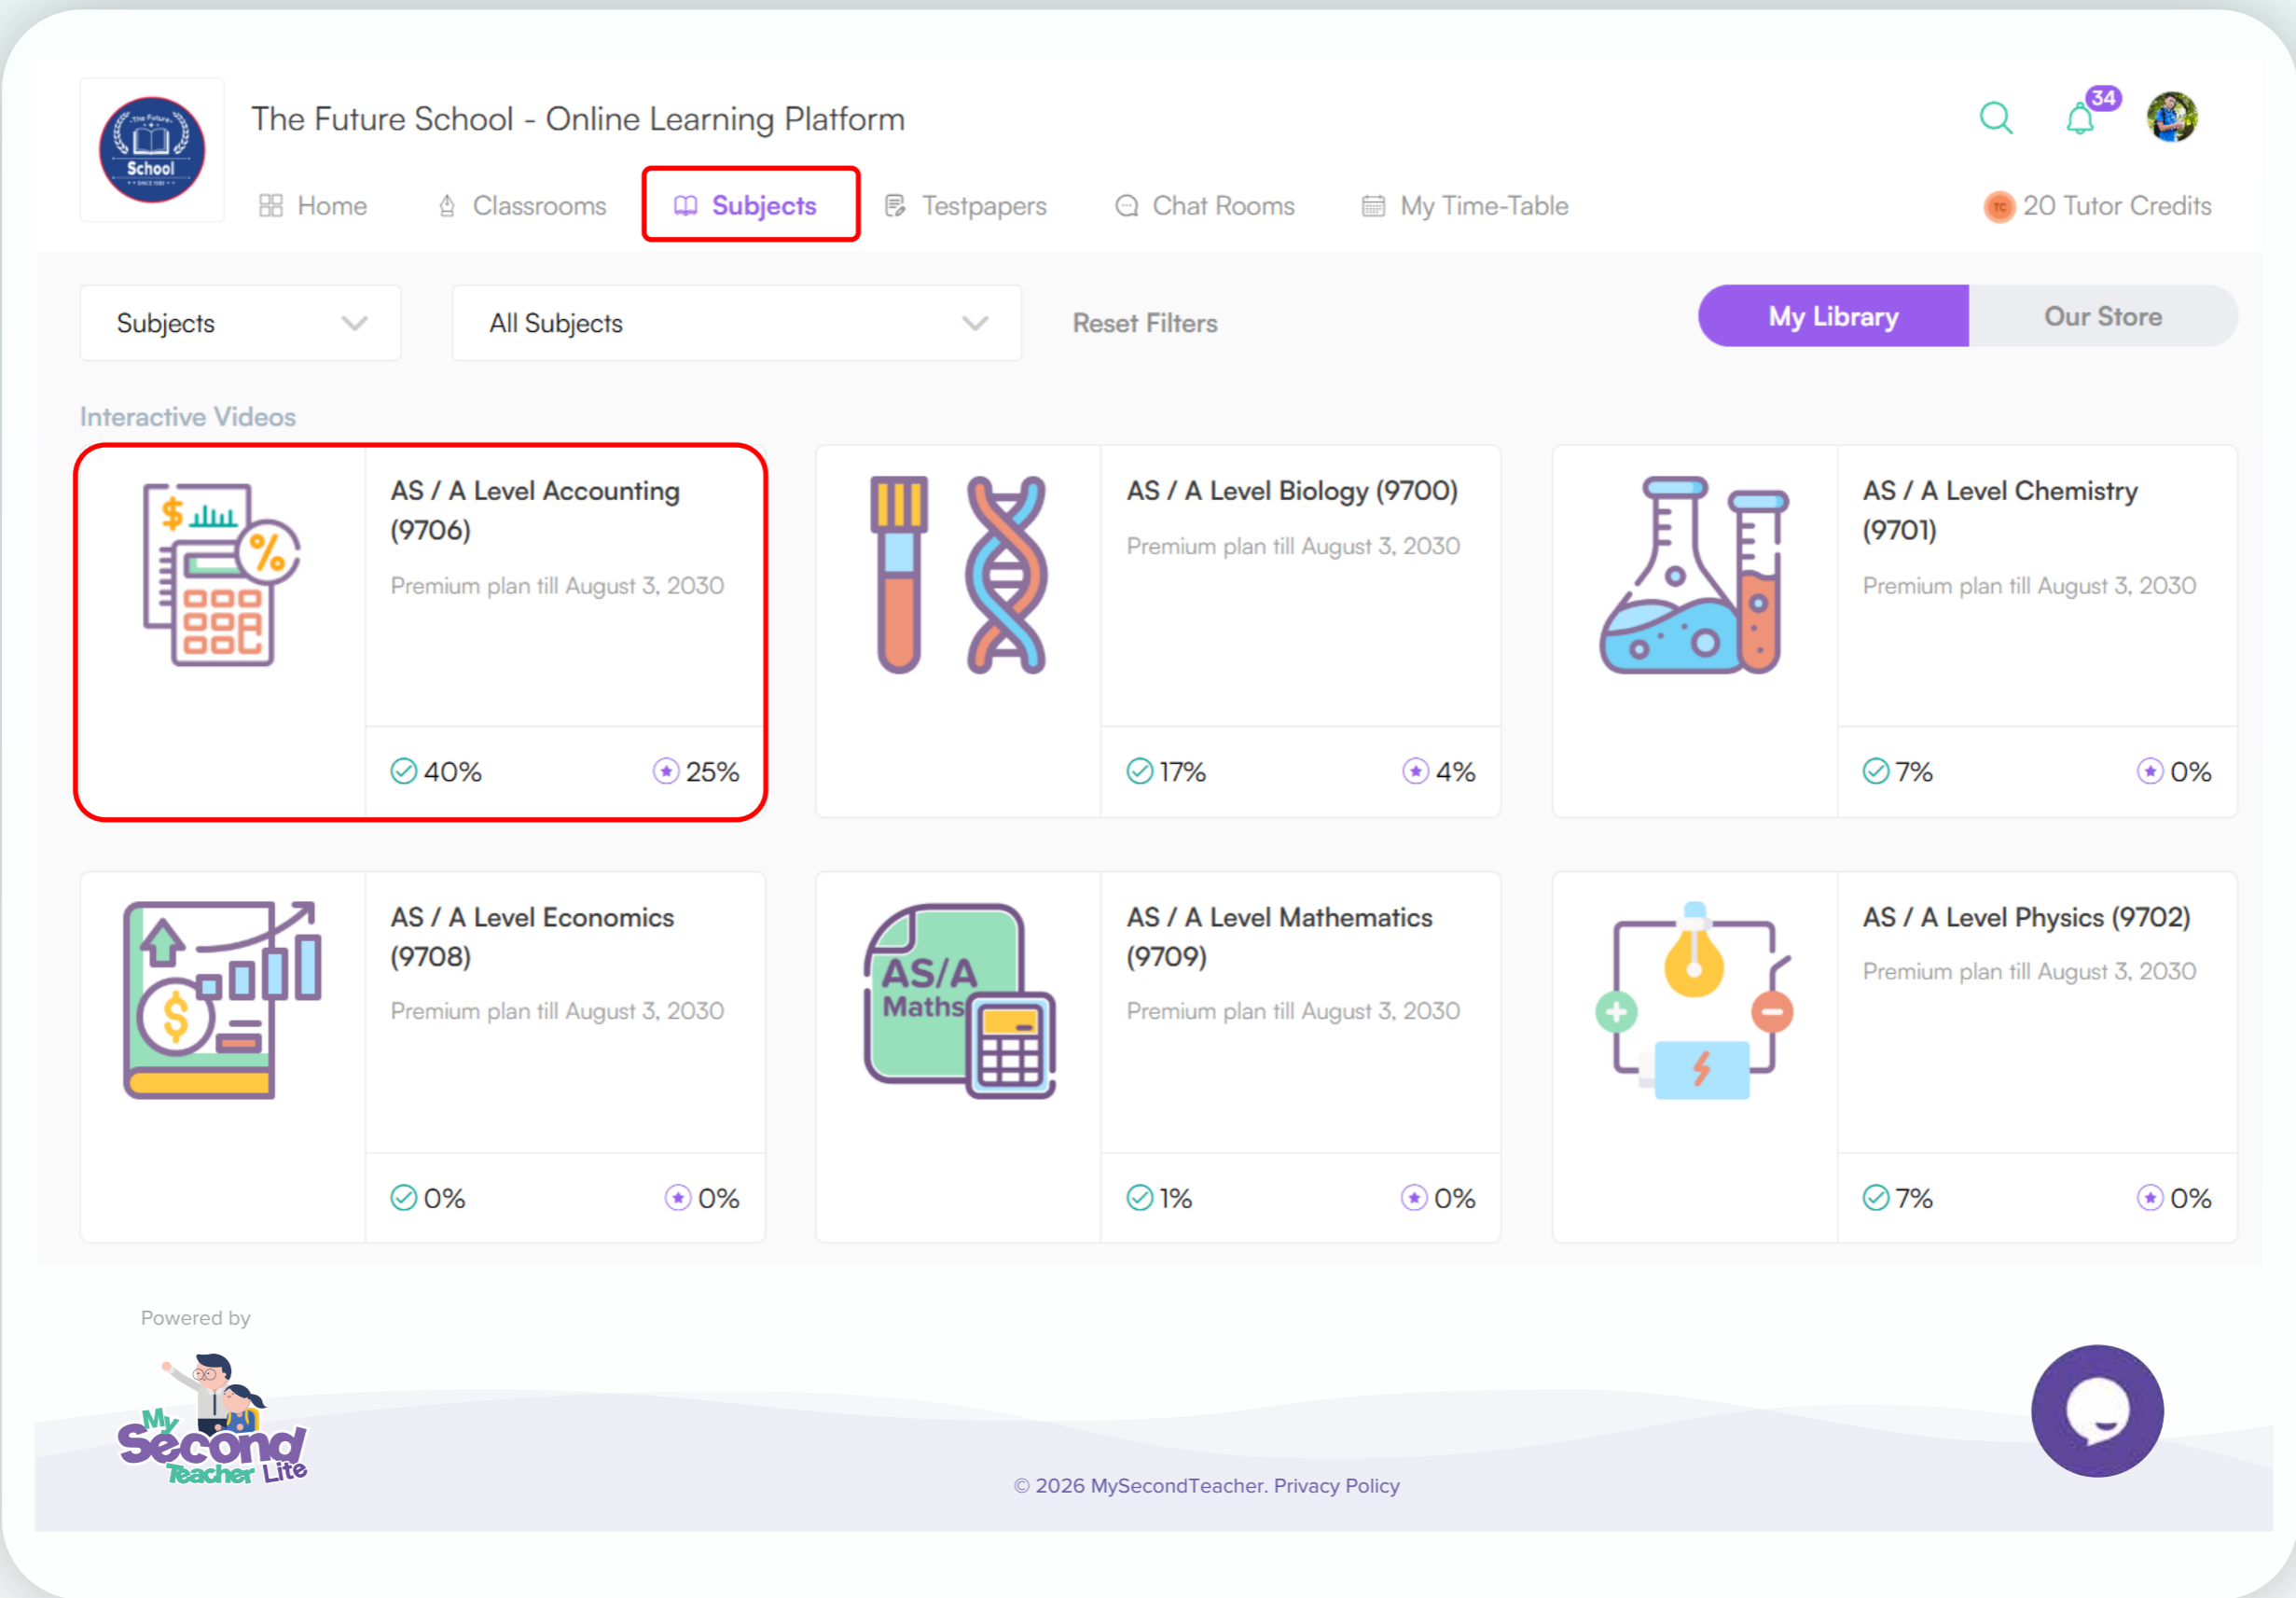 The Future School - Online Learning Platform
34
The Future
School
Home
Classrooms
Subjects
Testpapers
Chat Rooms
My Time-Table
TC
20 Tutor Credits
Subjects
All Subjects
Reset Filters
My Library
Our Store
Interactive Videos
$
%
AS / A Level Accounting
(9706)
Premium plan till August 3, 2030
40%
25%
AS / A Level Biology (9700)
Premium plan till August 3, 2030
17%
4%
AS / A Level Chemistry
(9701)
Premium plan till August 3, 2030
7%
0%
$
AS / A Level Economics
(9708)
Premium plan till August 3, 2030
0%
0%
AS/A
Maths
AS / A Level Mathematics
(9709)
Premium plan till August 3, 2030
1%
0%
AS / A Level Physics (9702)
Premium plan till August 3, 2030
7%
0%
Powered by
My
Second
Teacher Lite
© 2026 MySecondTeacher. Privacy Policy